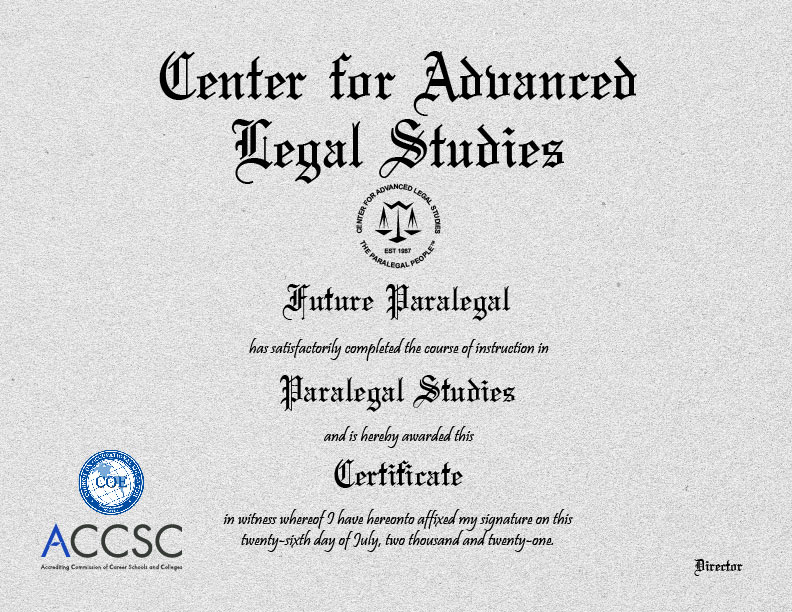 Center for Advanced
Legal Studies
CENTER FOR ADVANCED LEGAL STUDIES
EST 1987
THE PARALEGAL PEOPLE™
Future Paralegal
has satisfactorily completed the course of instruction in
Paralegal Studies
and is hereby awarded this
Certificate
in witness whereof I have hereonto affixed my signature on this
twenty-sixth day of July, two thousand and twenty-one.
COE
ACCSC
Accrediting Commission of Career Schools and Colleges
Director